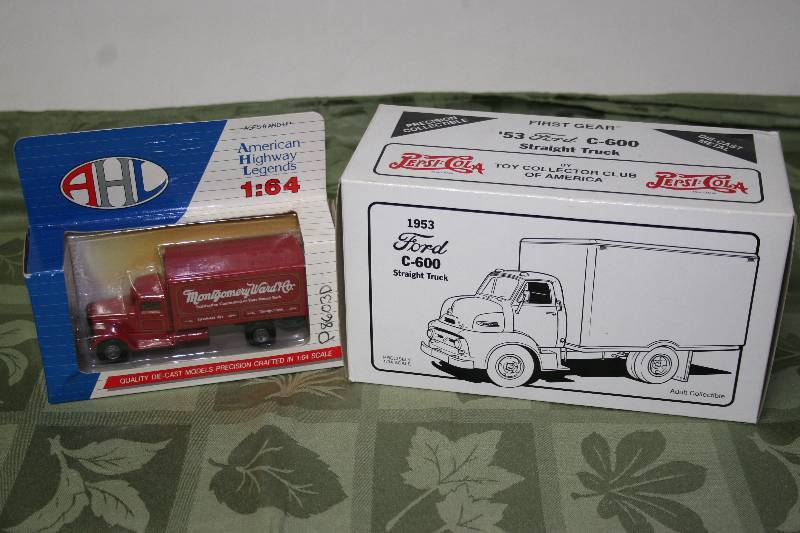 AHL
American
Highway
Legends
1:64
Montgomery Ward & Co.
QUALITY DIE-CAST MODELS PRECISION CRAFTED IN 1:64 SCALE
P8603D
PRECISION
COLLECTIBLE
FIRST GEAR
'53 Ford C-600
Straight Truck
DIE-CAST
METAL
PEPSI-COLA
BY
TOY COLLECTOR CLUB
OF AMERICA
PEPSI-COLA
1953
Ford
C-600
Straight Truck
Adult Collectible